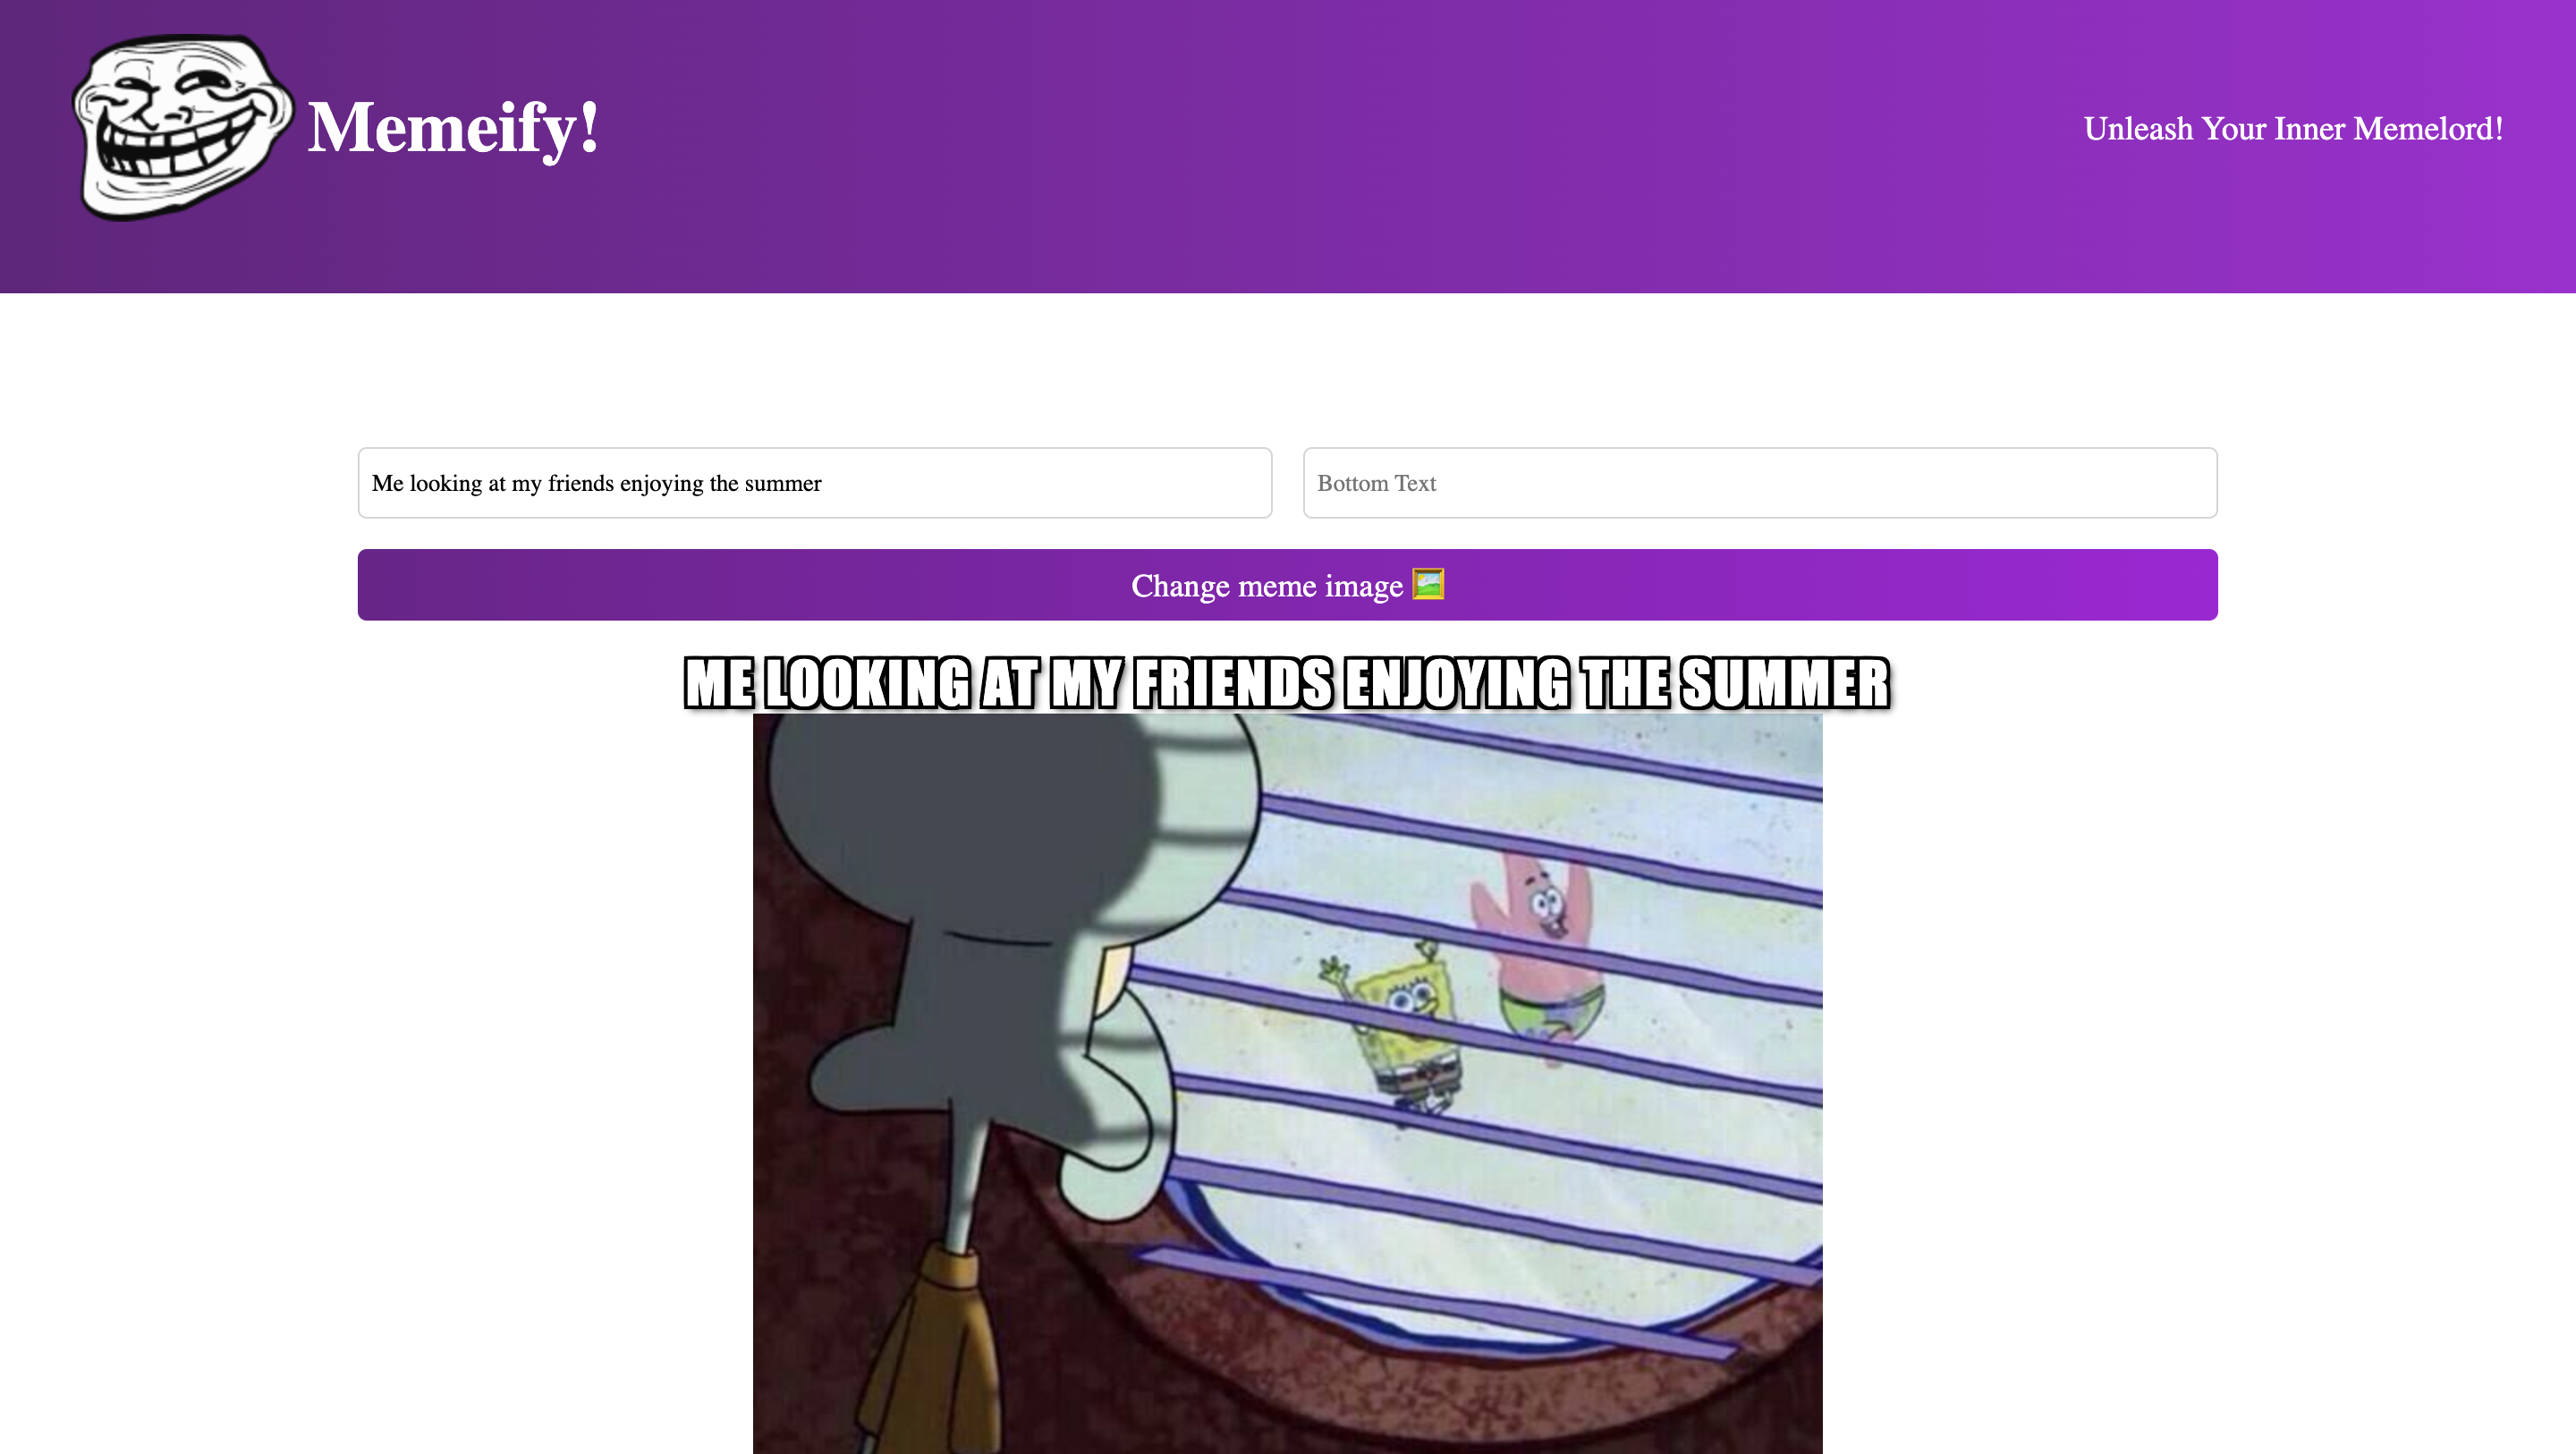 Memeify!
Unleash Your Inner Memelord!
Me looking at my friends enjoying the summer
Bottom Text
Change meme image 🖼️
ME LOOKING AT MY FRIENDS ENJOYING THE SUMMER